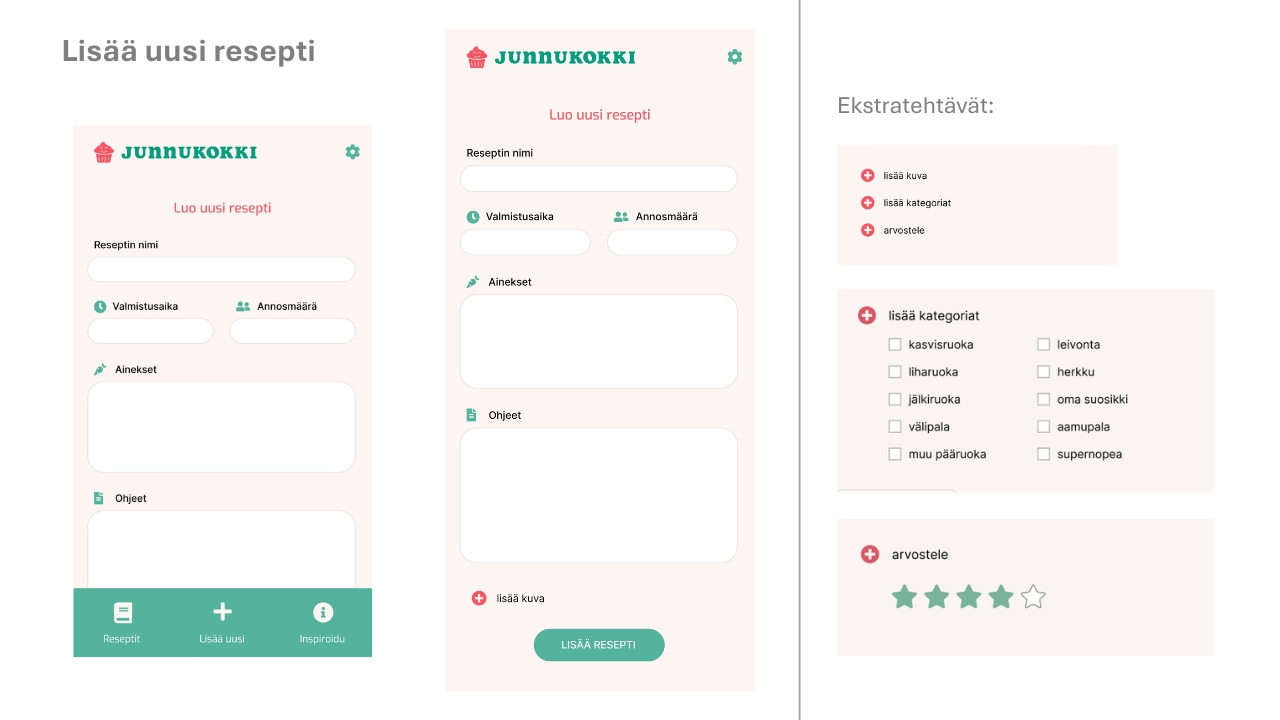 Lisää uusi resepti
JUNNUKOKKI
Luo uusi resepti
Reseptin nimi
Valmistusaika
Annosmäärä
Ainekset
Ohjeet
Reseptit
Lisää uusi
Inspiroidu
JUNNUKOKKI
Luo uusi resepti
Reseptin nimi
Valmistusaika
Annosmäärä
Ainekset
Ohjeet
lisää kuva
LISÄÄ RESEPTI
Ekstratehtävät:
lisää kuva
lisää kategoriat
arvostele
lisää kategoriat
kasvisruoka
leivonta
liharuoka
herkku
jälkiruoka
oma suosikki
välipala
aamupala
muu pääruoka
supernopea
arvostele